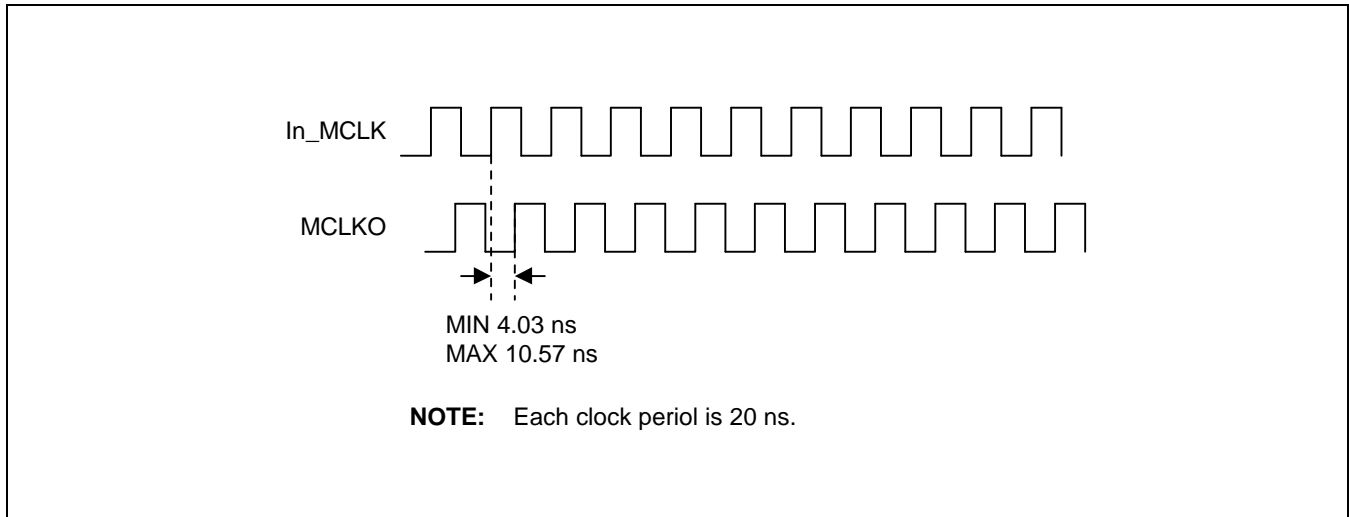 In_MCLK
MCLKO
MIN 4.03 ns
MAX 10.57 ns
NOTE: Each clock periol is 20 ns.